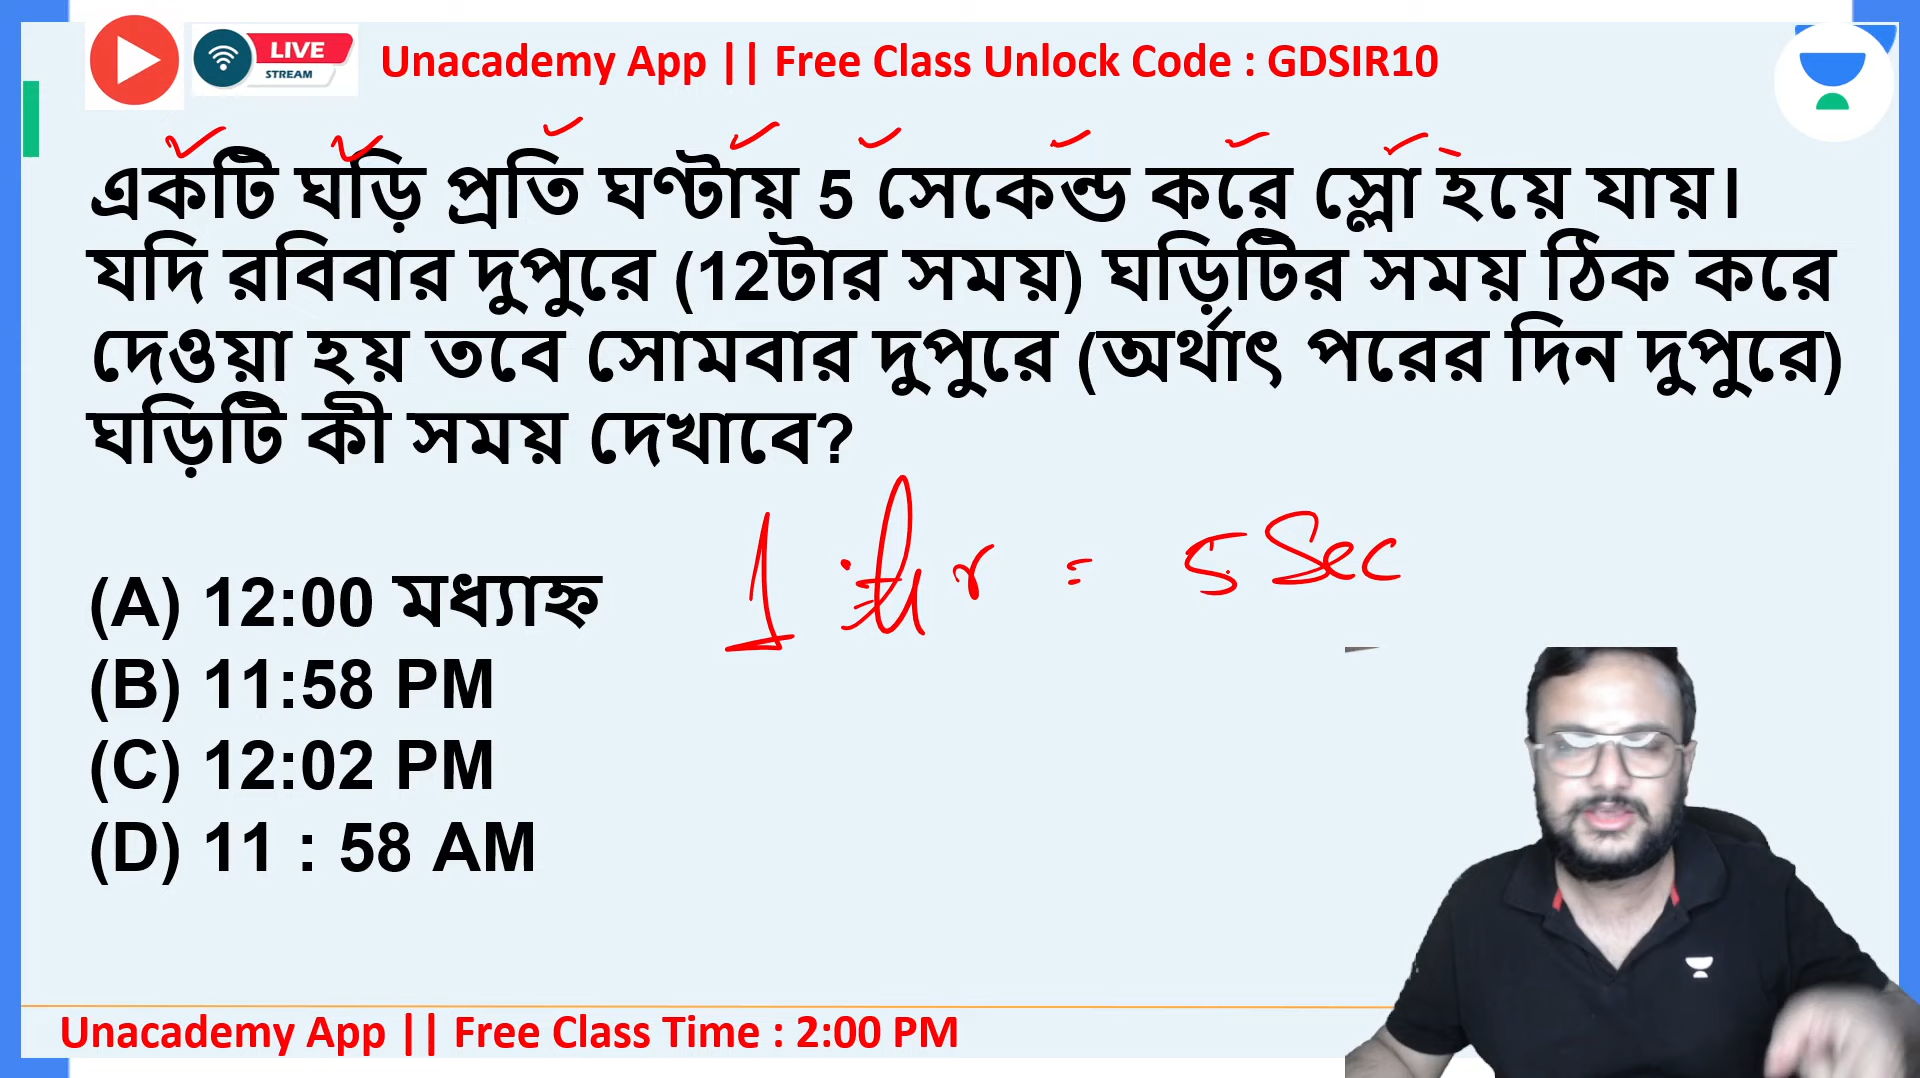 LIVE
STREAM
Unacademy App || Free Class Unlock Code : GDSIR10
একটি ঘড়ি প্রতি ঘণ্টায় 5 সেকেন্ড করে স্লো হয়ে যায়।
যদি রবিবার দুপুরে (12টার সময়) ঘড়িটির সময় ঠিক করে
দেওয়া হয় তবে সোমবার দুপুরে (অর্থাৎ পরের দিন দুপুরে)
ঘড়িটি কী সময় দেখাবে?
1 hr = 5 Sec
(A) 12:00 মধ্যাহ্ন
(B) 11:58 PM
(C) 12:02 PM
(D) 11 : 58 AM
Unacademy App || Free Class Time : 2:00 PM